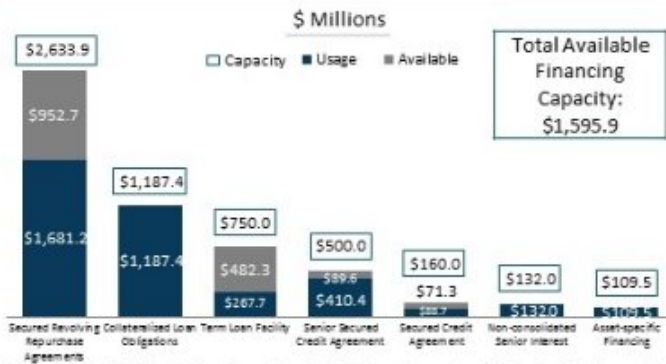 $ Millions
Capacity Usage Available
Total Available
Financing
Capacity:
$1,595.9
$2,633.9
$952.7
$1,681.2
$1,187.4
$1,187.4
$750.0
$482.3
$267.7
$500.0
$89.6
$410.4
$160.0
$71.3
$88.7
$132.0
$132.0
$109.5
$109.5
Secured Revolving
Repurchase
Agreements
Collateralized Loan
Obligations
Term Loan Facility
Senior Secured
Credit Agreement
Secured Credit
Agreement
Non-consolidated
Senior Interest
Asset-specific
Financing